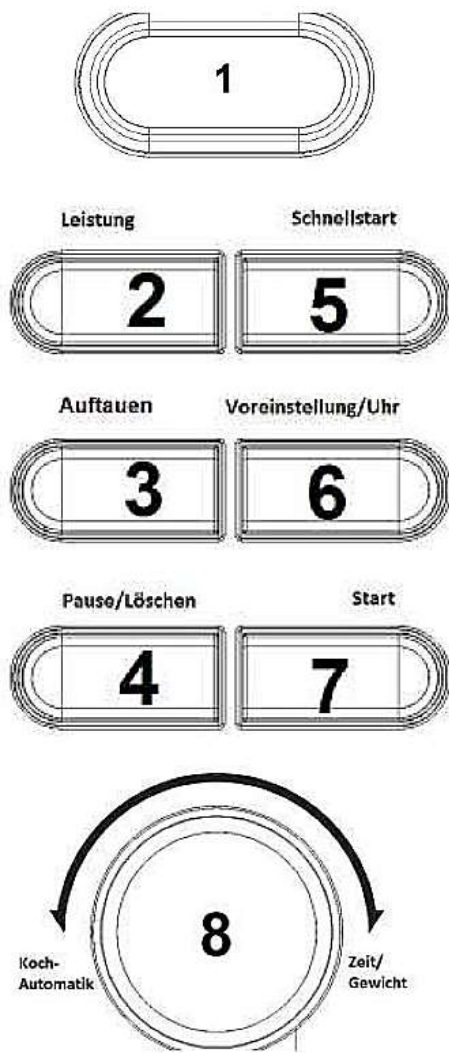 1
Leistung Schnellstart
2 5
Auftauen Voreinstellung/Uhr
3 6
Pause/Löschen Start
4 7
8
Koch-
Automatik
Zeit/
Gewicht